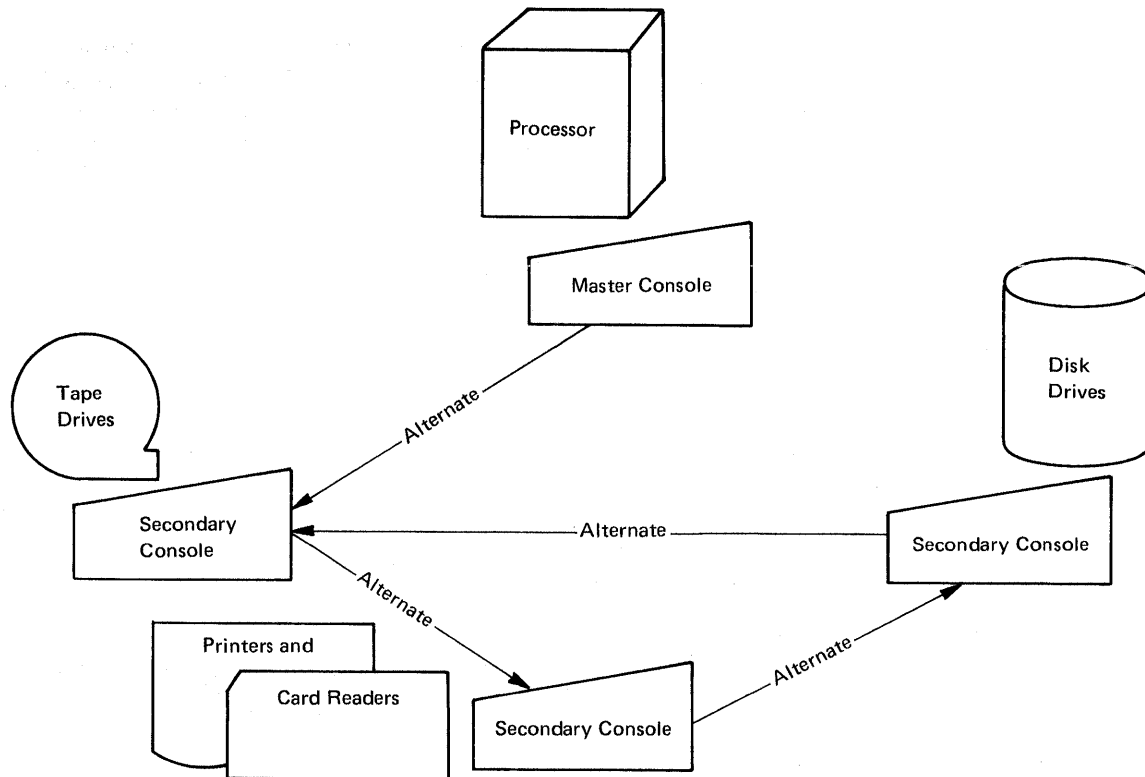 Processor
Master Console
Disk
Drives
Tape
Drives
Alternate
Secondary
Console
Alternate
Secondary Console
Alternate
Printers and
Card Readers
Secondary Console
Alternate